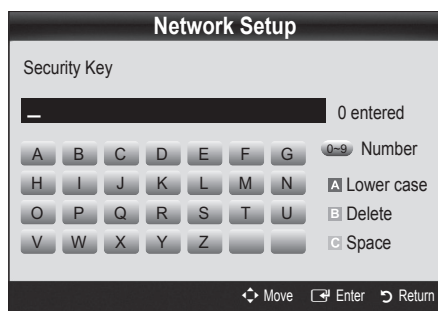 Network Setup
Security Key
_ 0 entered
A B C D E F G 0~9 Number
H I J K L M N A Lower case
O P Q R S T U B Delete
V W X Y Z C Space
Move Enter Return